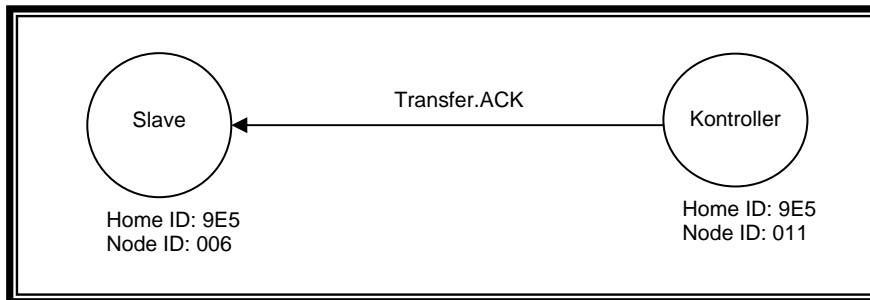 Transfer.ACK
Slave
Kontroller
Home ID: 9E5
Node ID: 006
Home ID: 9E5
Node ID: 011